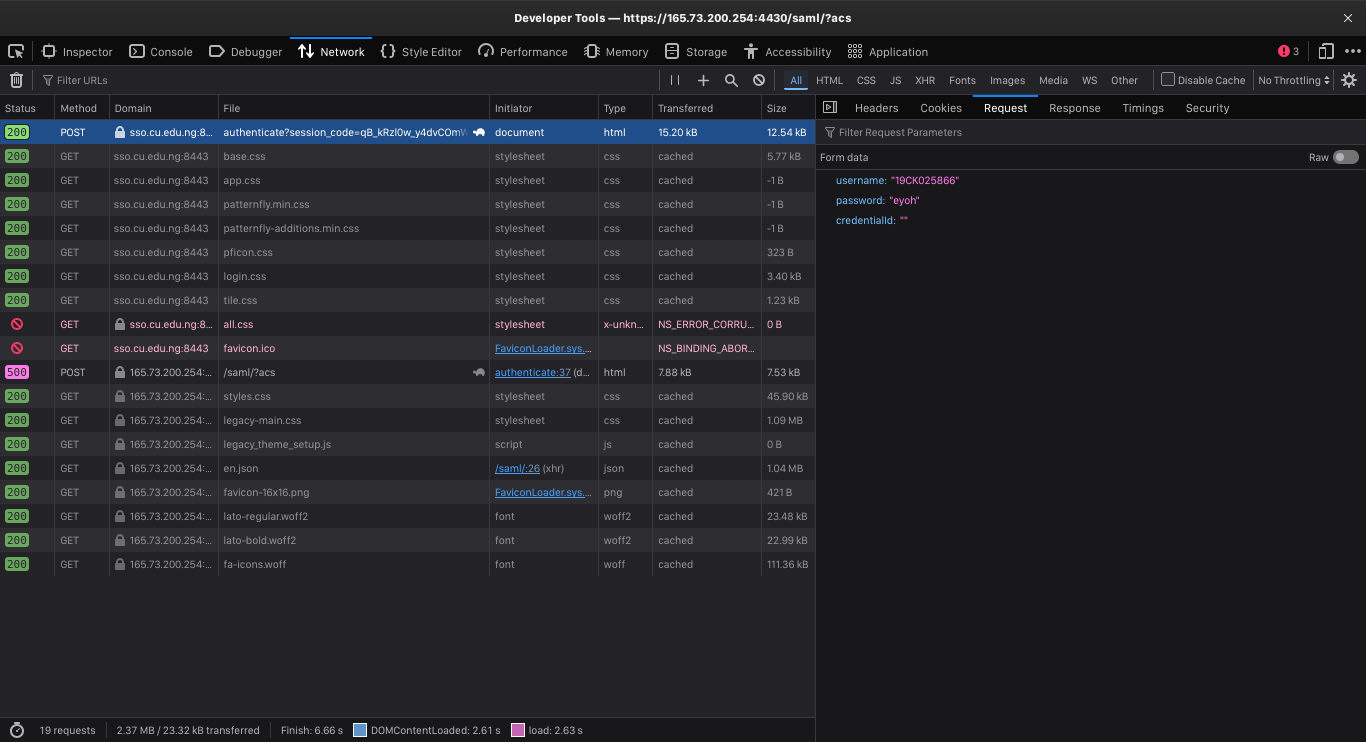 Developer Tools — https://165.73.200.254:4430/saml/?acs
Inspector Console Debugger Network Style Editor Performance Memory Storage Accessibility Application 3
Filter URLs All HTML CSS JS XHR Fonts Images Media WS Other Disable Cache No Throttling
Status Method Domain File Initiator Type Transferred Size
200 POST sso.cu.edu.ng:8... authenticate?session_code=qB_kRzI0w_y4dvCOmW document html 15.20 kB 12.54 kB
200 GET sso.cu.edu.ng:8443 base.css stylesheet css cached 5.77 kB
200 GET sso.cu.edu.ng:8443 app.css stylesheet css cached -1 B
200 GET sso.cu.edu.ng:8443 patternfly.min.css stylesheet css cached -1 B
200 GET sso.cu.edu.ng:8443 patternfly-additions.min.css stylesheet css cached -1 B
200 GET sso.cu.edu.ng:8443 pficon.css stylesheet css cached 323 B
200 GET sso.cu.edu.ng:8443 login.css stylesheet css cached 3.40 kB
200 GET sso.cu.edu.ng:8443 tile.css stylesheet css cached 1.23 kB
GET sso.cu.edu.ng:8... all.css stylesheet x-unkn... NS_ERROR_CORRU... 0 B
GET sso.cu.edu.ng:8443 favicon.ico FaviconLoader.sys.... NS_BINDING_ABOR...
500 POST 165.73.200.254:... /saml/?acs authenticate:37 (d... html 7.88 kB 7.53 kB
200 GET 165.73.200.254:... styles.css stylesheet css cached 45.90 kB
200 GET 165.73.200.254:... legacy-main.css stylesheet css cached 1.09 MB
200 GET 165.73.200.254:... legacy_theme_setup.js script js cached 0 B
200 GET 165.73.200.254:... en.json /saml/:26 (xhr) json cached 1.04 MB
200 GET 165.73.200.254:... favicon-16x16.png FaviconLoader.sys.... png cached 421 B
200 GET 165.73.200.254:... lato-regular.woff2 font woff2 cached 23.48 kB
200 GET 165.73.200.254:... lato-bold.woff2 font woff2 cached 22.99 kB
200 GET 165.73.200.254:... fa-icons.woff font woff cached 111.36 kB
Headers Cookies Request Response Timings Security
Filter Request Parameters
Form data Raw
username: "19CK025866"
password: "eyoh"
credentialId: ""
19 requests 2.37 MB / 23.32 kB transferred Finish: 6.66 s DOMContentLoaded: 2.61 s load: 2.63 s